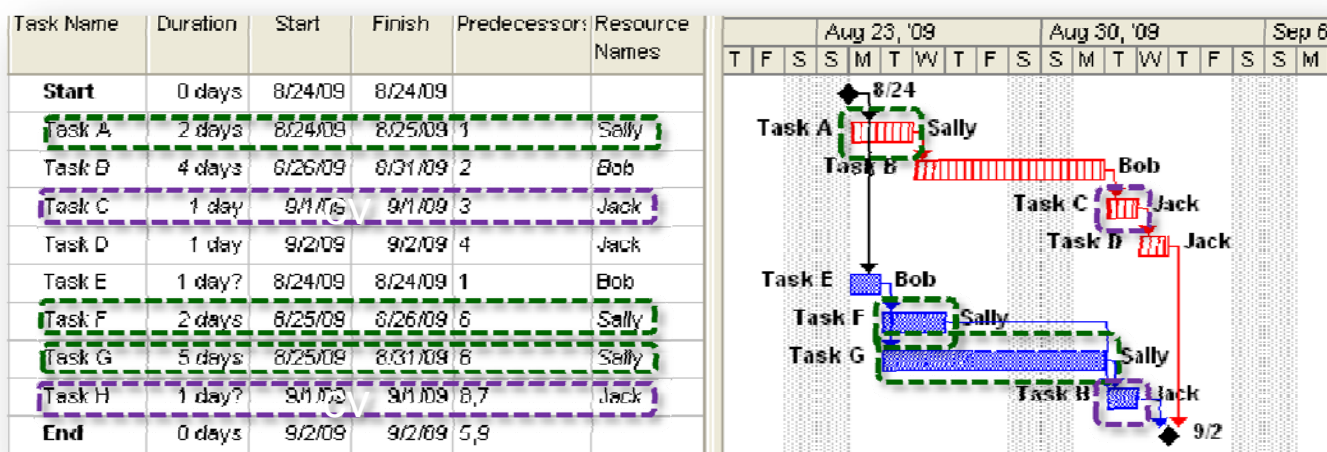 Task Name Duration Start Finish Predecessors Resource Names
Start 0 days 8/24/09 8/24/09
Task A 2 days 8/24/09 8/25/09 1 Sally
Task B 4 days 8/26/09 8/31/09 2 Bob
Task C 1 day 9/1/09 9/1/09 3 Jack
Task D 1 day 9/2/09 9/2/09 4 Jack
Task E 1 day? 8/24/09 8/24/09 1 Bob
Task F 2 days 8/25/09 8/26/09 6 Sally
Task G 5 days 8/25/09 8/31/09 6 Sally
Task H 1 day? 9/1/09 9/1/09 8,7 Jack
End 0 days 9/2/09 9/2/09 5,9
Aug 23, '09 Aug 30, '09 Sep 6
T F S S M T W T F S S M T W T F S S M
8/24
Task A Sally
Task B Bob
Task C Jack
Task D Jack
Task E Bob
Task F Sally
Task G Sally
Task H Jack
9/2